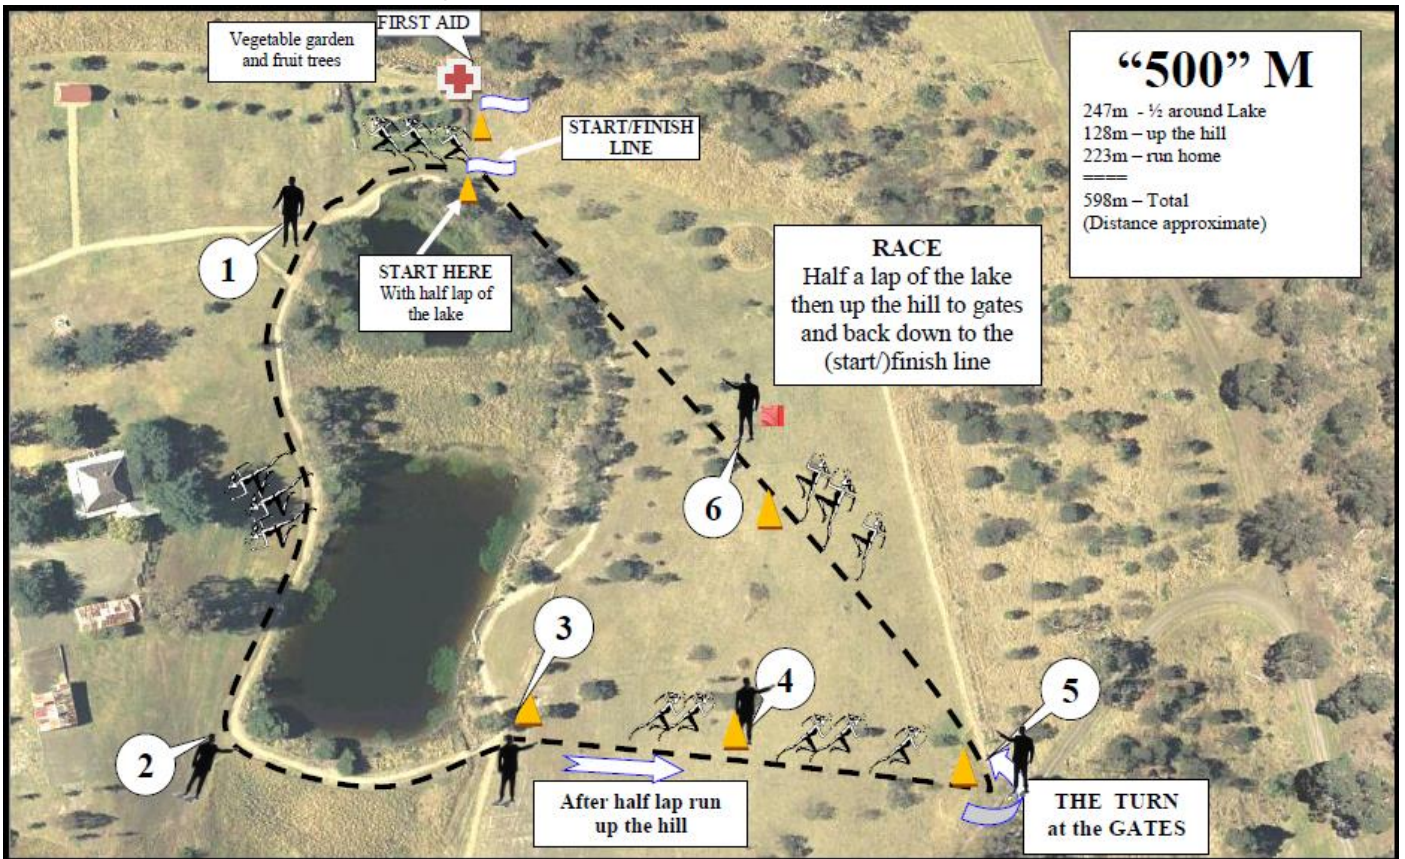 FIRST AID
Vegetable garden
and fruit trees
START/FINISH
LINE
“500” M
247m - ½ around Lake
128m – up the hill
223m – run home
====
598m – Total
(Distance approximate)
1
START HERE
With half lap of
the lake
RACE
Half a lap of the lake
then up the hill to gates
and back down to the
(start/)finish line
6
3
4
5
2
After half lap run
up the hill
THE TURN
at the GATES